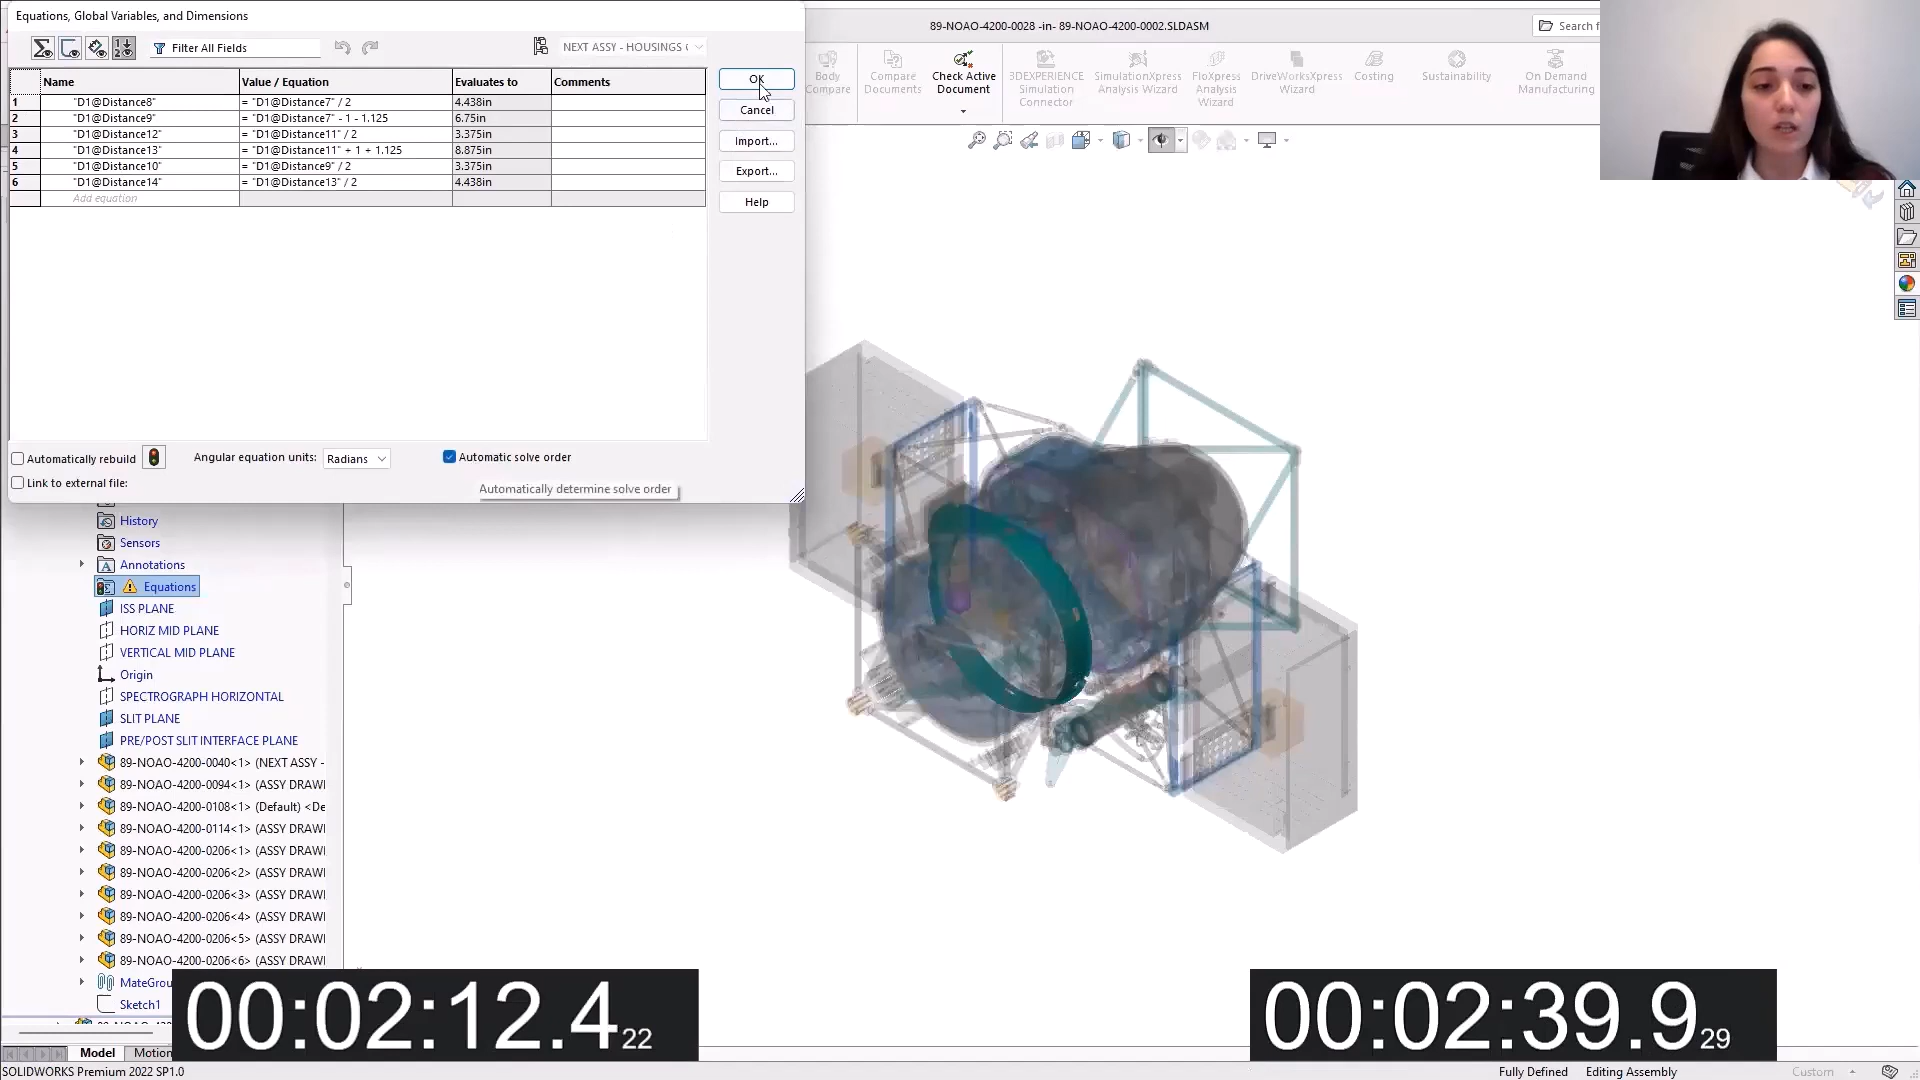 Equations, Global Variables, and Dimensions
89-NOAO-4200-0028 -in- 89-NOAO-4200-0002.SLDASM
Search f
Filter All Fields
NEXT ASSY - HOUSINGS
Name Value / Equation Evaluates to Comments
1 "D1@Distance8" = "D1@Distance7" / 2 4.438in
2 "D1@Distance9" = "D1@Distance7" - 1 - 1.125 6.75in
3 "D1@Distance12" = "D1@Distance11" / 2 3.375in
4 "D1@Distance13" = "D1@Distance11" + 1 + 1.125 8.875in
5 "D1@Distance10" = "D1@Distance9" / 2 3.375in
6 "D1@Distance14" = "D1@Distance13" / 2 4.438in
Add equation
OK
Cancel
Import...
Export...
Help
Body Compare
Compare Documents
Check Active Document
3DEXPERIENCE Simulation Connector
SimulationXpress Analysis Wizard
FloXpress Analysis Wizard
DriveWorksXpress Wizard
Costing
Sustainability
On Demand Manufacturing
Automatically rebuild
Angular equation units: Radians
Automatic solve order
Link to external file:
Automatically determine solve order
History
Sensors
Annotations
Equations
ISS PLANE
HORIZ MID PLANE
VERTICAL MID PLANE
Origin
SPECTROGRAPH HORIZONTAL
SLIT PLANE
PRE/POST SLIT INTERFACE PLANE
89-NOAO-4200-0040<1> (NEXT ASSY -
89-NOAO-4200-0094<1> (ASSY DRAWI
89-NOAO-4200-0108<1> (Default) <De
89-NOAO-4200-0114<1> (ASSY DRAWI
89-NOAO-4200-0206<1> (ASSY DRAWI
89-NOAO-4200-0206<2> (ASSY DRAWI
89-NOAO-4200-0206<3> (ASSY DRAWI
89-NOAO-4200-0206<4> (ASSY DRAWI
89-NOAO-4200-0206<5> (ASSY DRAWI
89-NOAO-4200-0206<6> (ASSY DRAWI
MateGrou
Sketch1
00:02:12.4 22
00:02:39.9 29
Model Motion
SOLIDWORKS Premium 2022 SP1.0
Fully Defined
Editing Assembly
Custom